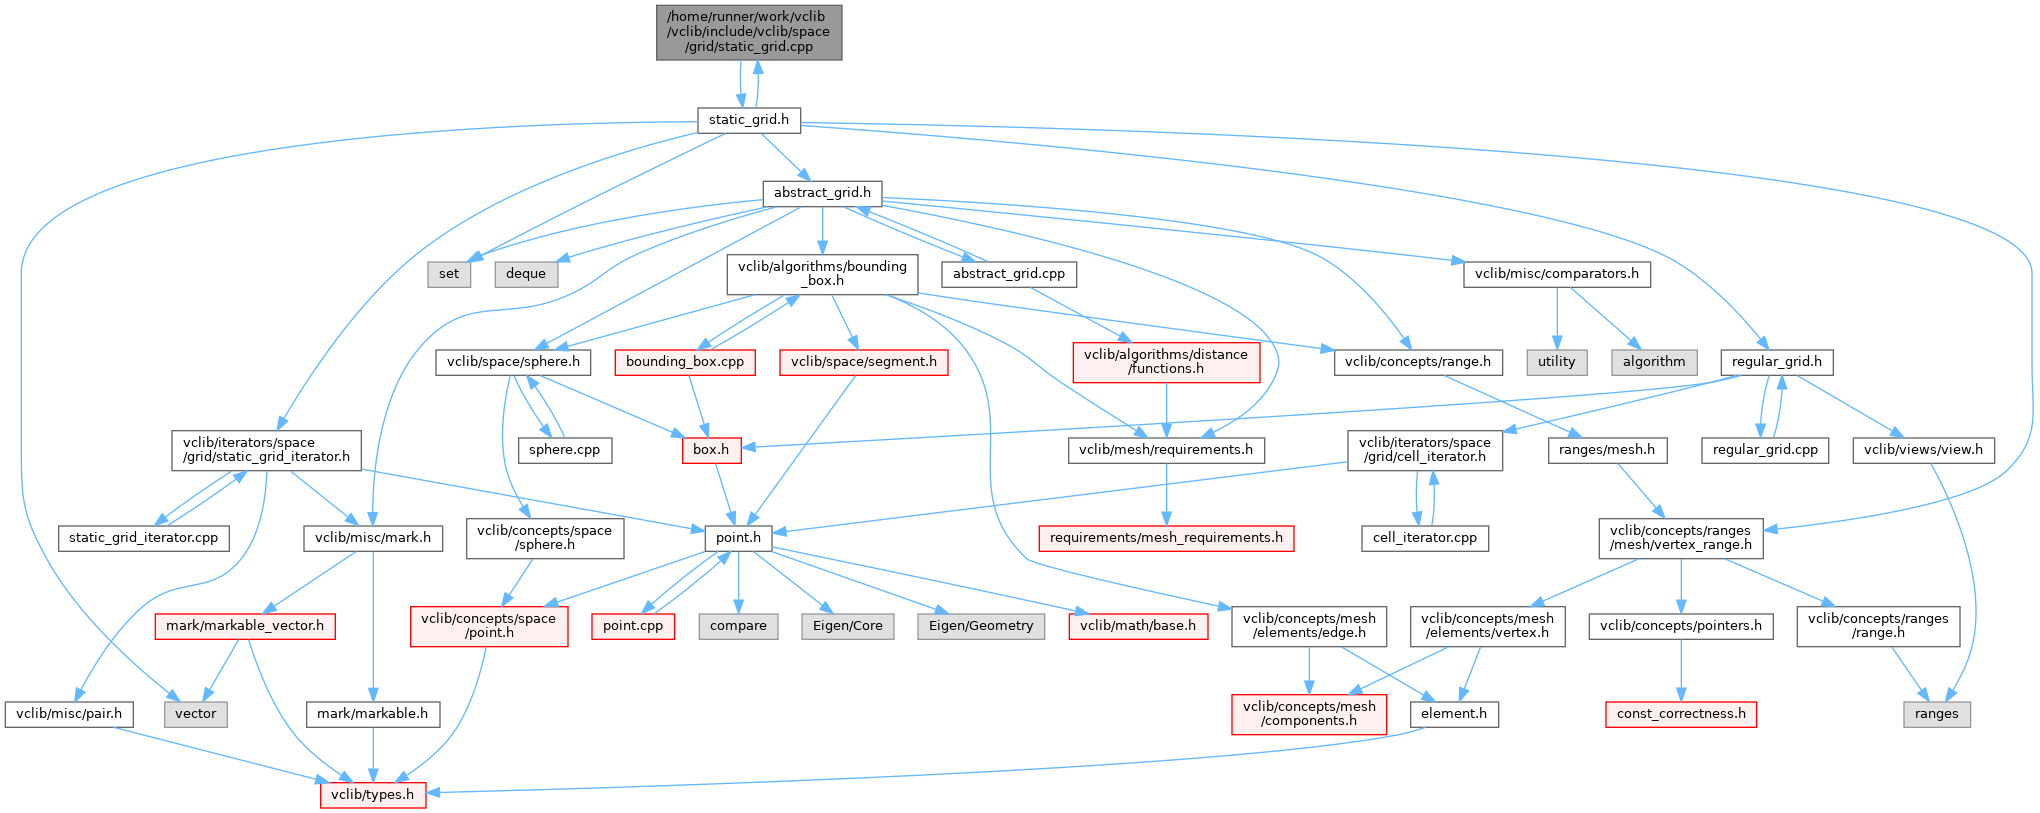 /home/runner/work/vclib
/vclib/include/vclib/space
/grid/static_grid.cpp
static_grid.h
abstract_grid.h
set
deque
vclib/algorithms/bounding
_box.h
abstract_grid.cpp
vclib/misc/comparators.h
vclib/space/sphere.h
bounding_box.cpp
vclib/space/segment.h
vclib/algorithms/distance
/functions.h
vclib/concepts/range.h
utility
algorithm
regular_grid.h
vclib/iterators/space
/grid/static_grid_iterator.h
sphere.cpp
box.h
vclib/mesh/requirements.h
vclib/iterators/space
/grid/cell_iterator.h
ranges/mesh.h
regular_grid.cpp
vclib/views/view.h
static_grid_iterator.cpp
vclib/misc/mark.h
vclib/concepts/space
/sphere.h
point.h
requirements/mesh_requirements.h
cell_iterator.cpp
vclib/concepts/ranges
/mesh/vertex_range.h
mark/markable_vector.h
vclib/concepts/space
/point.h
point.cpp
compare
Eigen/Core
Eigen/Geometry
vclib/math/base.h
vclib/concepts/mesh
/elements/edge.h
vclib/concepts/mesh
/elements/vertex.h
vclib/concepts/pointers.h
vclib/concepts/ranges
/range.h
vclib/misc/pair.h
vector
mark/markable.h
vclib/concepts/mesh
/components.h
element.h
const_correctness.h
ranges
vclib/types.h